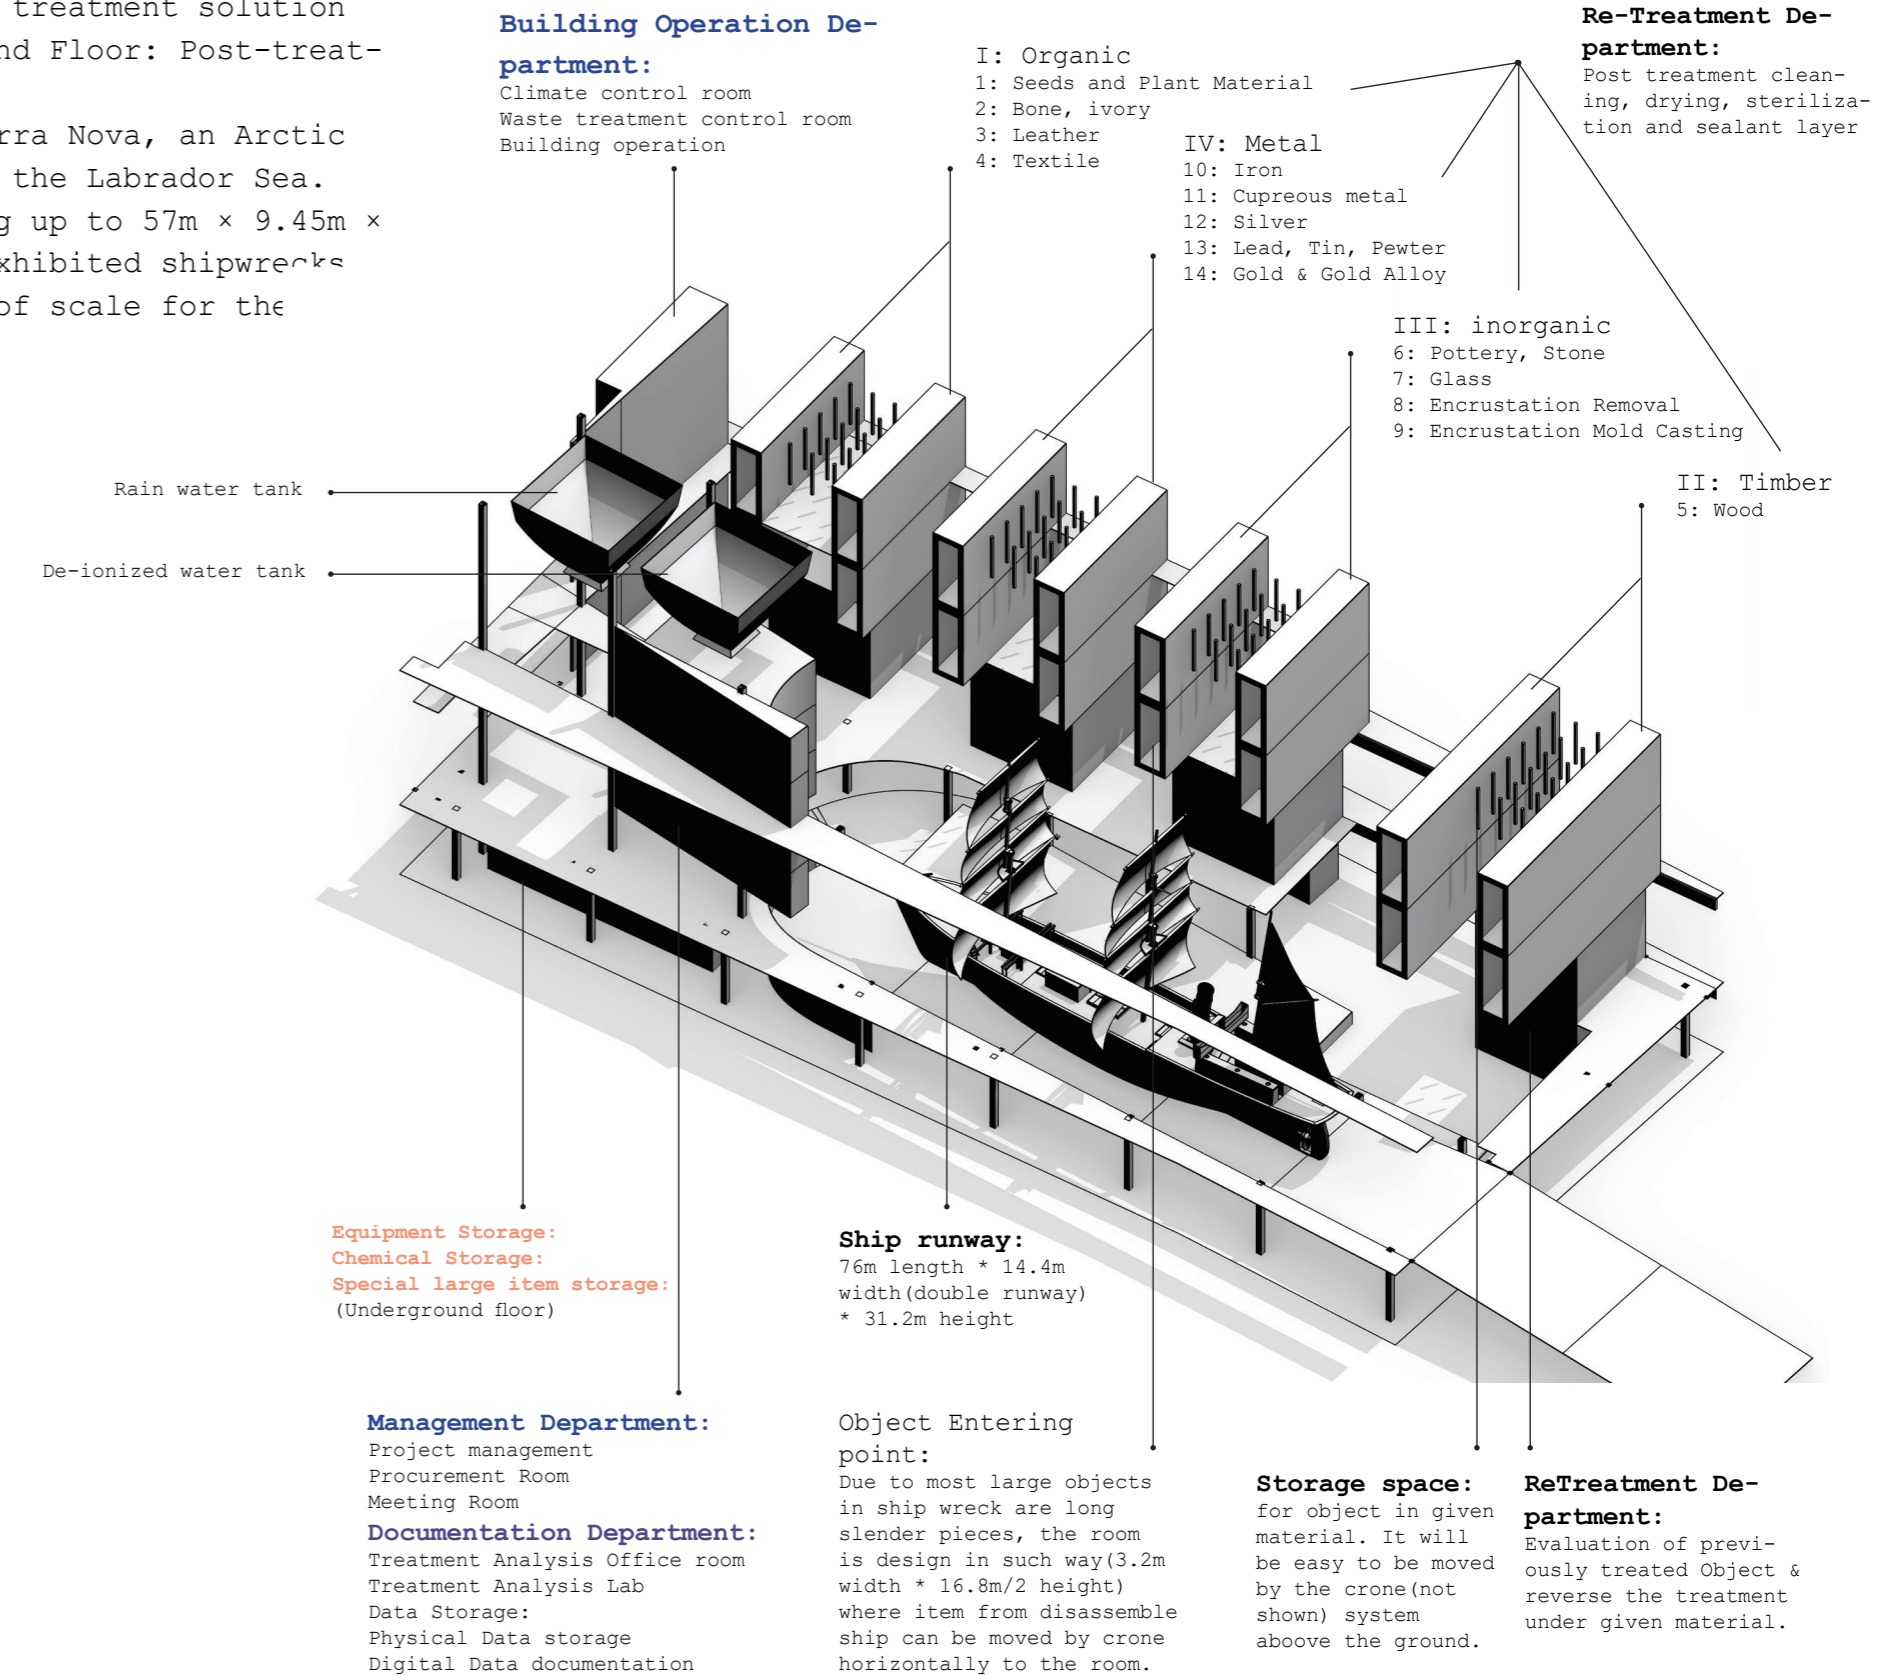 treatment solution
Floor: Post-treat-
Nova, an Arctic
the Labrador Sea.
up to 57m × 9.45m ×
shipwrecks
of scale for the
Building Operation De-
partment:
Climate control room
Waste treatment control room
Building operation
I: Organic
1: Seeds and Plant Material
2: Bone, ivory
3: Leather
4: Textile
IV: Metal
10: Iron
11: Cupreous metal
12: Silver
13: Lead, Tin, Pewter
14: Gold & Gold Alloy
Re-Treatment De-
partment:
Post treatment clean-
ing, drying, steriliza-
tion and sealant layer
III: inorganic
6: Pottery, Stone
7: Glass
8: Encrustation Removal
9: Encrustation Mold Casting
II: Timber
5: Wood
Rain water tank
De-ionized water tank
Equipment Storage:
Chemical Storage:
Special large item storage:
(Underground floor)
Ship runway:
76m length * 14.4m
width(double runway)
* 31.2m height
Management Department:
Project management
Procurement Room
Meeting Room
Documentation Department:
Treatment Analysis Office room
Treatment Analysis Lab
Data Storage:
Physical Data storage
Digital Data documentation
Object Entering
point:
Due to most large objects
in ship wreck are long
slender pieces, the room
is design in such way(3.2m
width * 16.8m/2 height)
where item from disassemble
ship can be moved by crone
horizontally to the room.
Storage space:
for object in given
material. It will
be easy to be moved
by the crone(not
shown) system
aboove the ground.
ReTreatment De-
partment:
Evaluation of previ-
ously treated Object &
reverse the treatment
under given material.